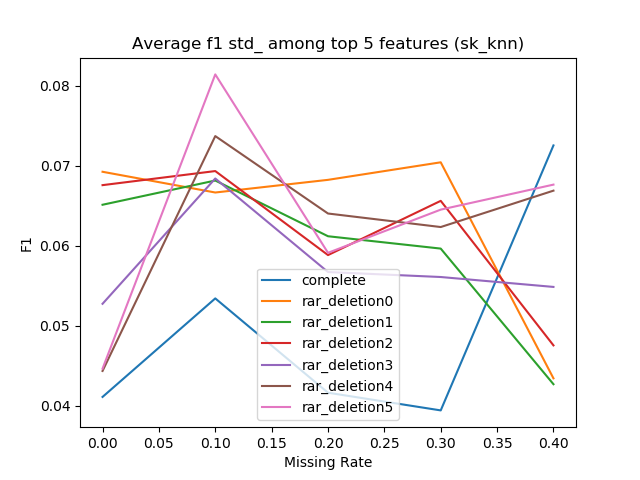 Average f1 std_ among top 5 features (sk_knn)
F1
0.08
0.07
0.06
0.05
0.04
complete
rar_deletion0
rar_deletion1
rar_deletion2
rar_deletion3
rar_deletion4
rar_deletion5
0.00 0.05 0.10 0.15 0.20 0.25 0.30 0.35 0.40
Missing Rate